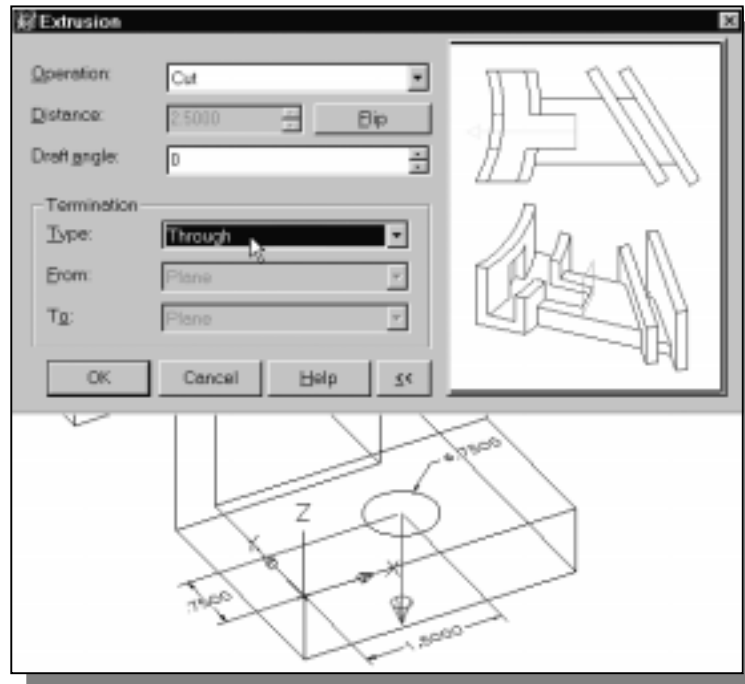 Extrusion
Operation: Cut
Distance: 2.5000 Flip
Draft angle: 0
Termination
Type: Through
From: Plane
To: Plane
OK Cancel Help <<
ø.7500
Z
Y
X
.7500
1.5000